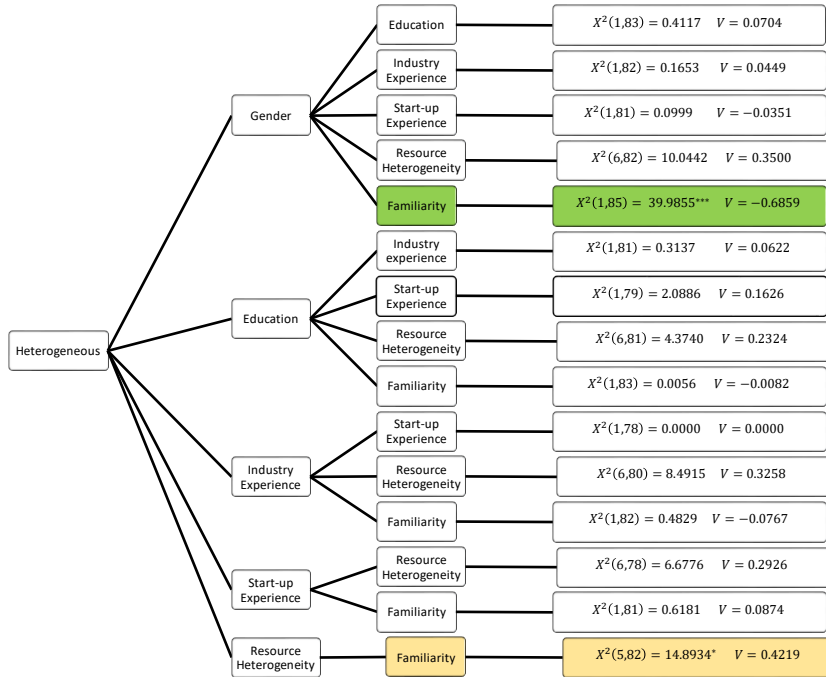 Heterogeneous
Gender
Education
X²(1,83) = 0.4117 V = 0.0704
Industry
Experience
X²(1,82) = 0.1653 V = 0.0449
Start-up
Experience
X²(1,81) = 0.0999 V = −0.0351
Resource
Heterogeneity
X²(6,82) = 10.0442 V = 0.3500
Familiarity
X²(1,85) = 39.9855*** V = −0.6859
Education
Industry
experience
X²(1,81) = 0.3137 V = 0.0622
Start-up
Experience
X²(1,79) = 2.0886 V = 0.1626
Resource
Heterogeneity
X²(6,81) = 4.3740 V = 0.2324
Familiarity
X²(1,83) = 0.0056 V = −0.0082
Industry
Experience
Start-up
Experience
X²(1,78) = 0.0000 V = 0.0000
Resource
Heterogeneity
X²(6,80) = 8.4915 V = 0.3258
Familiarity
X²(1,82) = 0.4829 V = −0.0767
Start-up
Experience
Resource
Heterogeneity
X²(6,78) = 6.6776 V = 0.2926
Familiarity
X²(1,81) = 0.6181 V = 0.0874
Resource
Heterogeneity
Familiarity
X²(5,82) = 14.8934* V = 0.4219